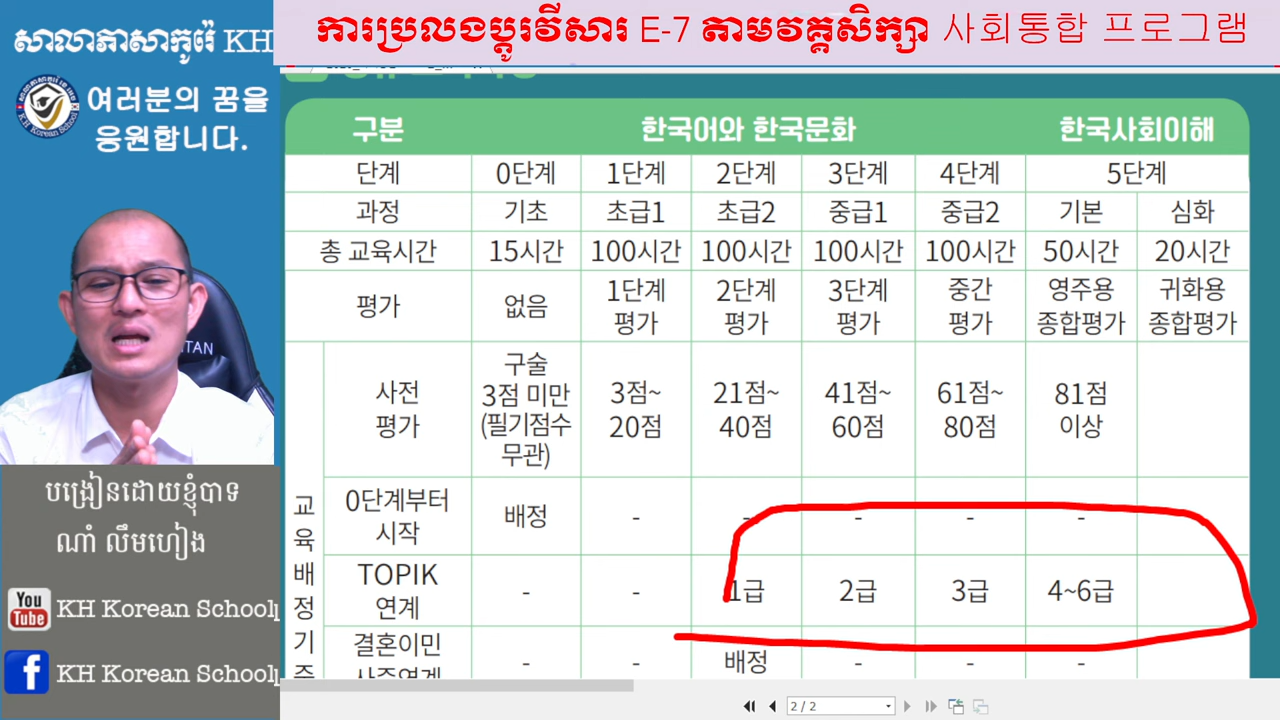 ការប្រលងប្ដូរវីសារ E-7 តាមវគ្គសិក្សា 사회통합 프로그램
សាលាភាសាកូរ៉េ KH
여러분의 꿈을
응원합니다.
TAN
បង្រៀនដោយខ្ញុំបាទ
ណាំ លឹមហៀង
You Tube KH Korean School
f KH Korean School
구분 한국어와 한국문화 한국사회이해
단계 0단계 1단계 2단계 3단계 4단계 5단계
과정 기초 초급1 초급2 중급1 중급2 기본 심화
총 교육시간 15시간 100시간 100시간 100시간 100시간 50시간 20시간
평가 없음 1단계 평가 2단계 평가 3단계 평가 중간 평가 영주용 종합평가 귀화용 종합평가
사전 평가 구술 3점 미만 (필기점수 무관) 3점~ 20점 21점~ 40점 41점~ 60점 61점~ 80점 81점 이상
교육배정기준
0단계부터 시작 배정 - - - - -
TOPIK 연계 - - 1급 2급 3급 4~6급
결혼이민 - - 배정 - - -
2 / 2